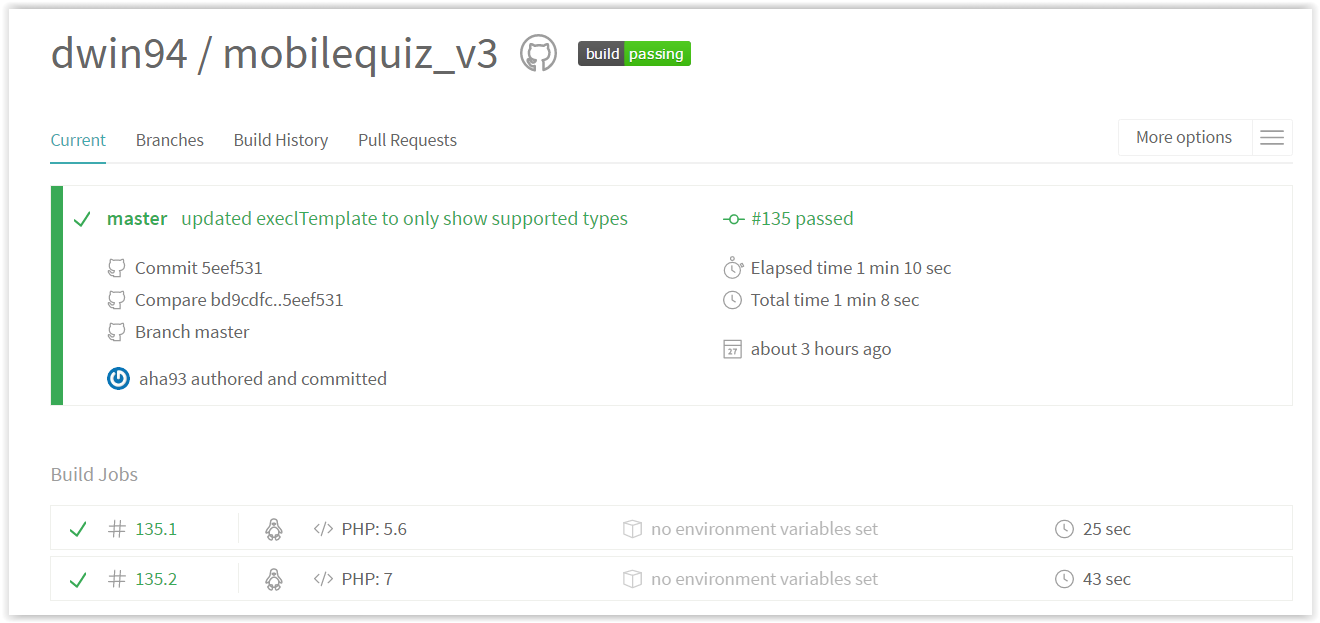 dwin94 / mobilequiz_v3 build passing
Current Branches Build History Pull Requests More options
master updated execlTemplate to only show supported types
#135 passed
Commit 5eef531
Elapsed time 1 min 10 sec
Compare bd9cdfc..5eef531
Total time 1 min 8 sec
Branch master
27 about 3 hours ago
aha93 authored and committed
Build Jobs
# 135.1 </> PHP: 5.6 no environment variables set 25 sec
# 135.2 </> PHP: 7 no environment variables set 43 sec